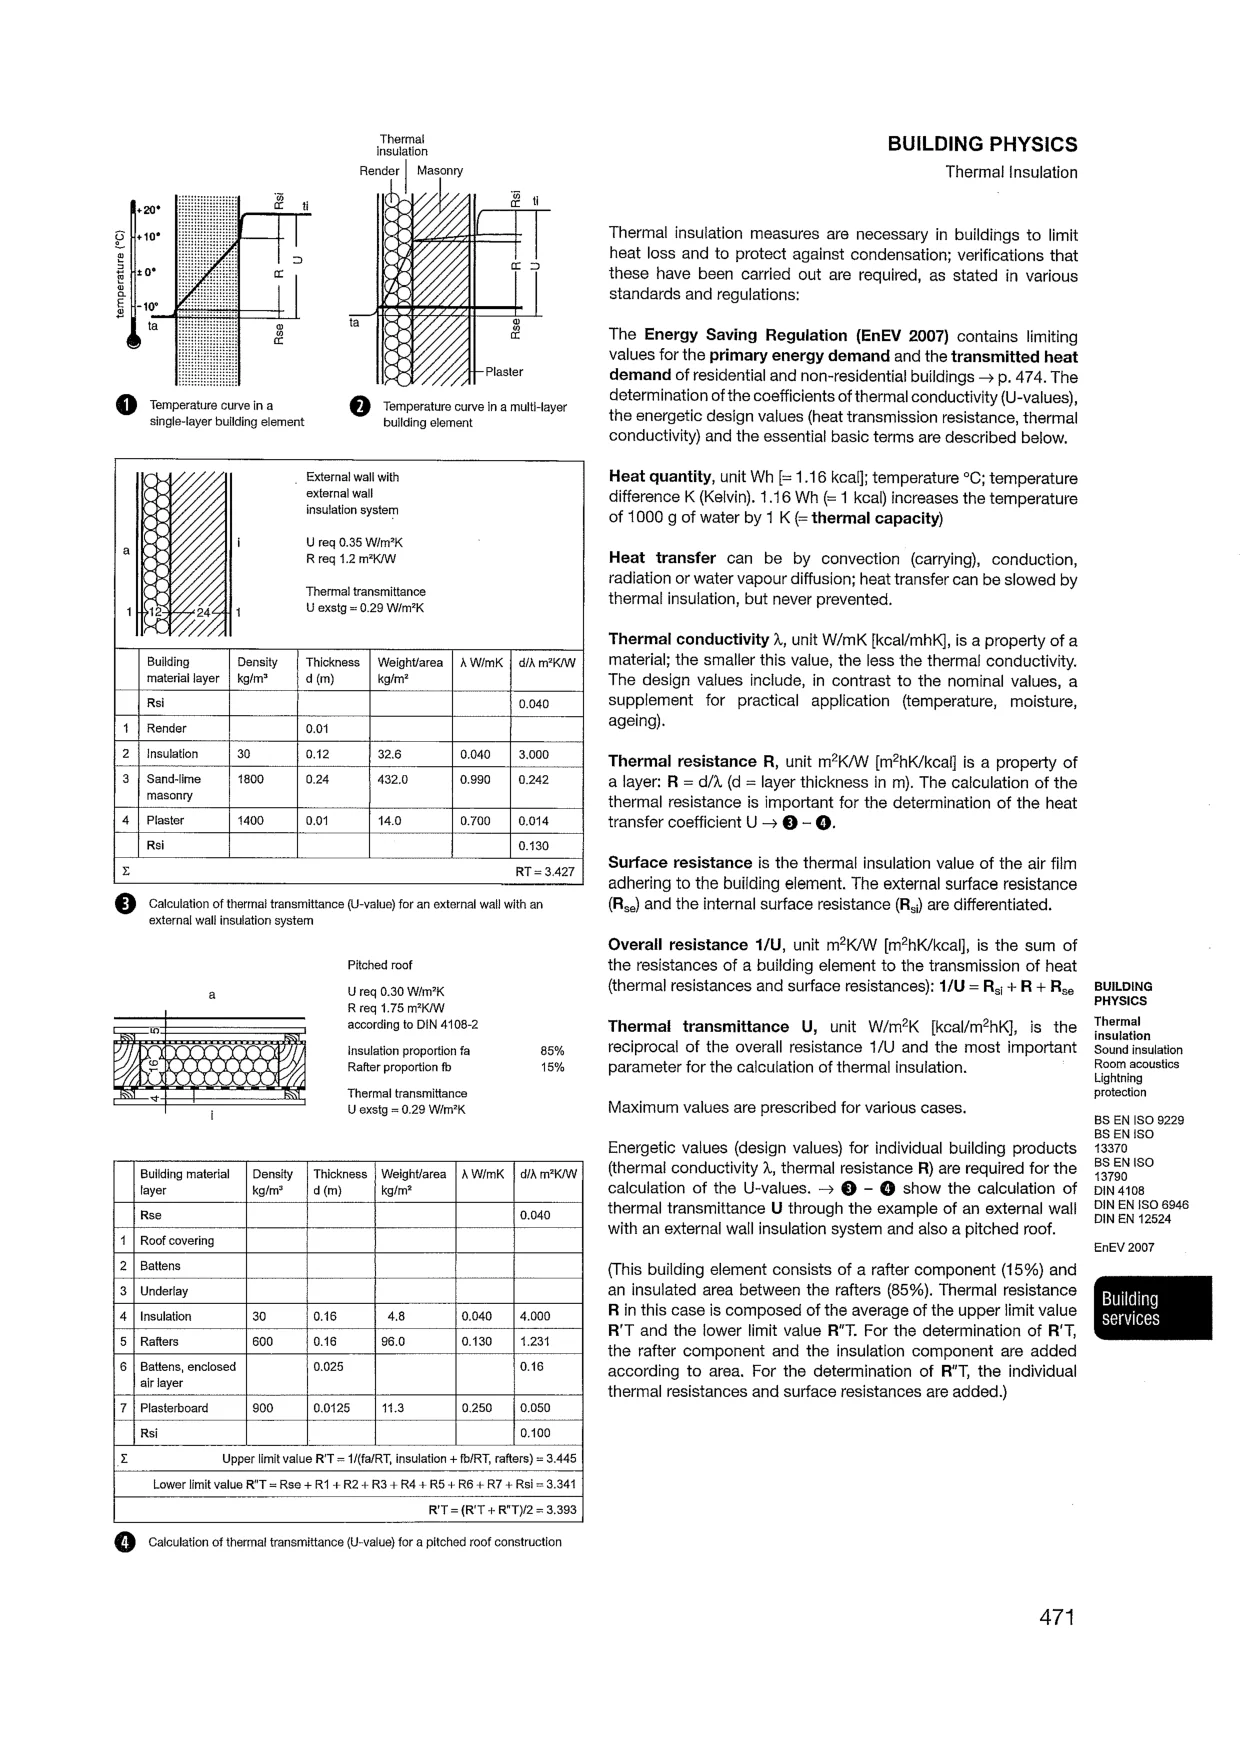 BUILDING PHYSICS
Thermal Insulation
Thermal
insulation
Render
Masonry
Rsi
ti
Rsi
ti
temperature (°C)
+20°
+10°
± 0°
-10°
ta
R
U
Rse
ta
R
U
Rse
Plaster
1 Temperature curve in a
single-layer building element
2 Temperature curve in a multi-layer
building element
External wall with
external wall
insulation system
U req 0.35 W/m²K
R req 1.2 m²K/W
Thermal transmittance
U exstg = 0.29 W/m²K
a
i
1 12 24 1
Building material layer | Density kg/m³ | Thickness d (m) | Weight/area kg/m² | λ W/mK | d/λ m²K/W
Rsi 0.040
1 Render 0.01
2 Insulation 30 0.12 32.6 0.040 3.000
3 Sand-lime masonry 1800 0.24 432.0 0.990 0.242
4 Plaster 1400 0.01 14.0 0.700 0.014
Rsi 0.130
Σ RT = 3.427
3 Calculation of thermal transmittance (U-value) for an external wall with an
external wall insulation system
Pitched roof
U req 0.30 W/m²K
R req 1.75 m²K/W
according to DIN 4108-2
Insulation proportion fa 85%
Rafter proportion fb 15%
Thermal transmittance
U exstg = 0.29 W/m²K
a
5
16
4
i
Building material layer | Density kg/m³ | Thickness d (m) | Weight/area kg/m² | λ W/mK | d/λ m²K/W
Rse 0.040
1 Roof covering
2 Battens
3 Underlay
4 Insulation 30 0.16 4.8 0.040 4.000
5 Rafters 600 0.16 96.0 0.130 1.231
6 Battens, enclosed air layer 0.025 0.16
7 Plasterboard 900 0.0125 11.3 0.250 0.050
Rsi 0.100
Σ Upper limit value R'T = 1/(fa/RT, insulation + fb/RT, rafters) = 3.445
Lower limit value R"T = Rse + R1 + R2 + R3 + R4 + R5 + R6 + R7 + Rsi = 3.341
R'T = (R'T + R"T)/2 = 3.393
4 Calculation of thermal transmittance (U-value) for a pitched roof construction
Thermal insulation measures are necessary in buildings to limit
heat loss and to protect against condensation; verifications that
these have been carried out are required, as stated in various
standards and regulations:
The Energy Saving Regulation (EnEV 2007) contains limiting
values for the primary energy demand and the transmitted heat
demand of residential and non-residential buildings → p. 474. The
determination of the coefficients of thermal conductivity (U-values),
the energetic design values (heat transmission resistance, thermal
conductivity) and the essential basic terms are described below.
Heat quantity, unit Wh [= 1.16 kcal]; temperature °C; temperature
difference K (Kelvin). 1.16 Wh (= 1 kcal) increases the temperature
of 1000 g of water by 1 K (= thermal capacity)
Heat transfer can be by convection (carrying), conduction,
radiation or water vapour diffusion; heat transfer can be slowed by
thermal insulation, but never prevented.
Thermal conductivity λ, unit W/mK [kcal/mhK], is a property of a
material; the smaller this value, the less the thermal conductivity.
The design values include, in contrast to the nominal values, a
supplement for practical application (temperature, moisture,
ageing).
Thermal resistance R, unit m²K/W [m²hK/kcal] is a property of
a layer: R = d/λ (d = layer thickness in m). The calculation of the
thermal resistance is important for the determination of the heat
transfer coefficient U → 3 – 4.
Surface resistance is the thermal insulation value of the air film
adhering to the building element. The external surface resistance
(Rse) and the internal surface resistance (Rsi) are differentiated.
Overall resistance 1/U, unit m²K/W [m²hK/kcal], is the sum of
the resistances of a building element to the transmission of heat
(thermal resistances and surface resistances): 1/U = Rsi + R + Rse
Thermal transmittance U, unit W/m²K [kcal/m²hK], is the
reciprocal of the overall resistance 1/U and the most important
parameter for the calculation of thermal insulation.
Maximum values are prescribed for various cases.
Energetic values (design values) for individual building products
(thermal conductivity λ, thermal resistance R) are required for the
calculation of the U-values. → 3 – 4 show the calculation of
thermal transmittance U through the example of an external wall
with an external wall insulation system and also a pitched roof.
(This building element consists of a rafter component (15%) and
an insulated area between the rafters (85%). Thermal resistance
R in this case is composed of the average of the upper limit value
R'T and the lower limit value R"T. For the determination of R'T,
the rafter component and the insulation component are added
according to area. For the determination of R"T, the individual
thermal resistances and surface resistances are added.)
BUILDING
PHYSICS
Thermal
insulation
Sound insulation
Room acoustics
Lightning
protection
BS EN ISO 9229
BS EN ISO
13370
BS EN ISO
13790
DIN 4108
DIN EN ISO 6946
DIN EN 12524
EnEV 2007
Building
services
471